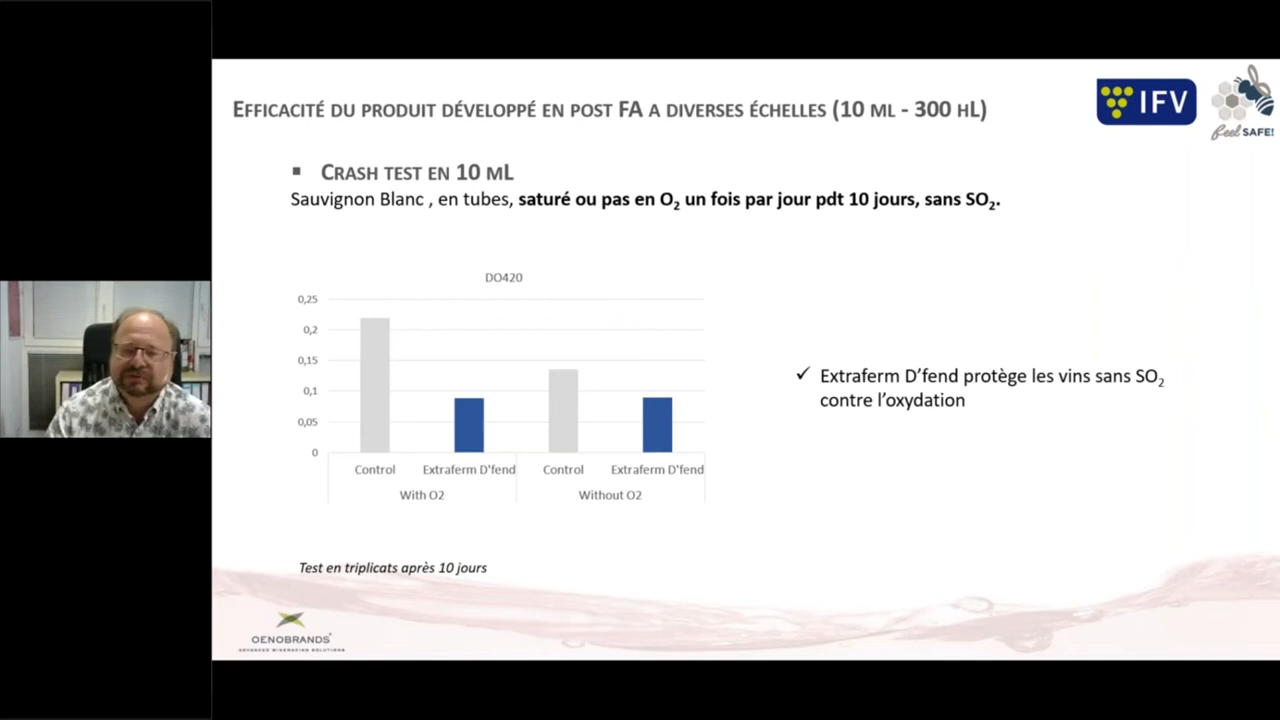 EFFICACITÉ DU PRODUIT DÉVELOPPÉ EN POST FA A DIVERSES ÉCHELLES (10 ML - 300 HL)
IFV
feel SAFE!
▪ CRASH TEST EN 10 ML
Sauvignon Blanc , en tubes, saturé ou pas en O₂ un fois par jour pdt 10 jours, sans SO₂.
DO420
0,25
0,2
0,15
0,1
0,05
0
Control Extraferm D'fend Control Extraferm D'fend
With O2 Without O2
✓ Extraferm D'fend protège les vins sans SO₂
contre l'oxydation
Test en triplicats après 10 jours
OENOBRANDS
ADVANCED WINEMAKING SOLUTIONS